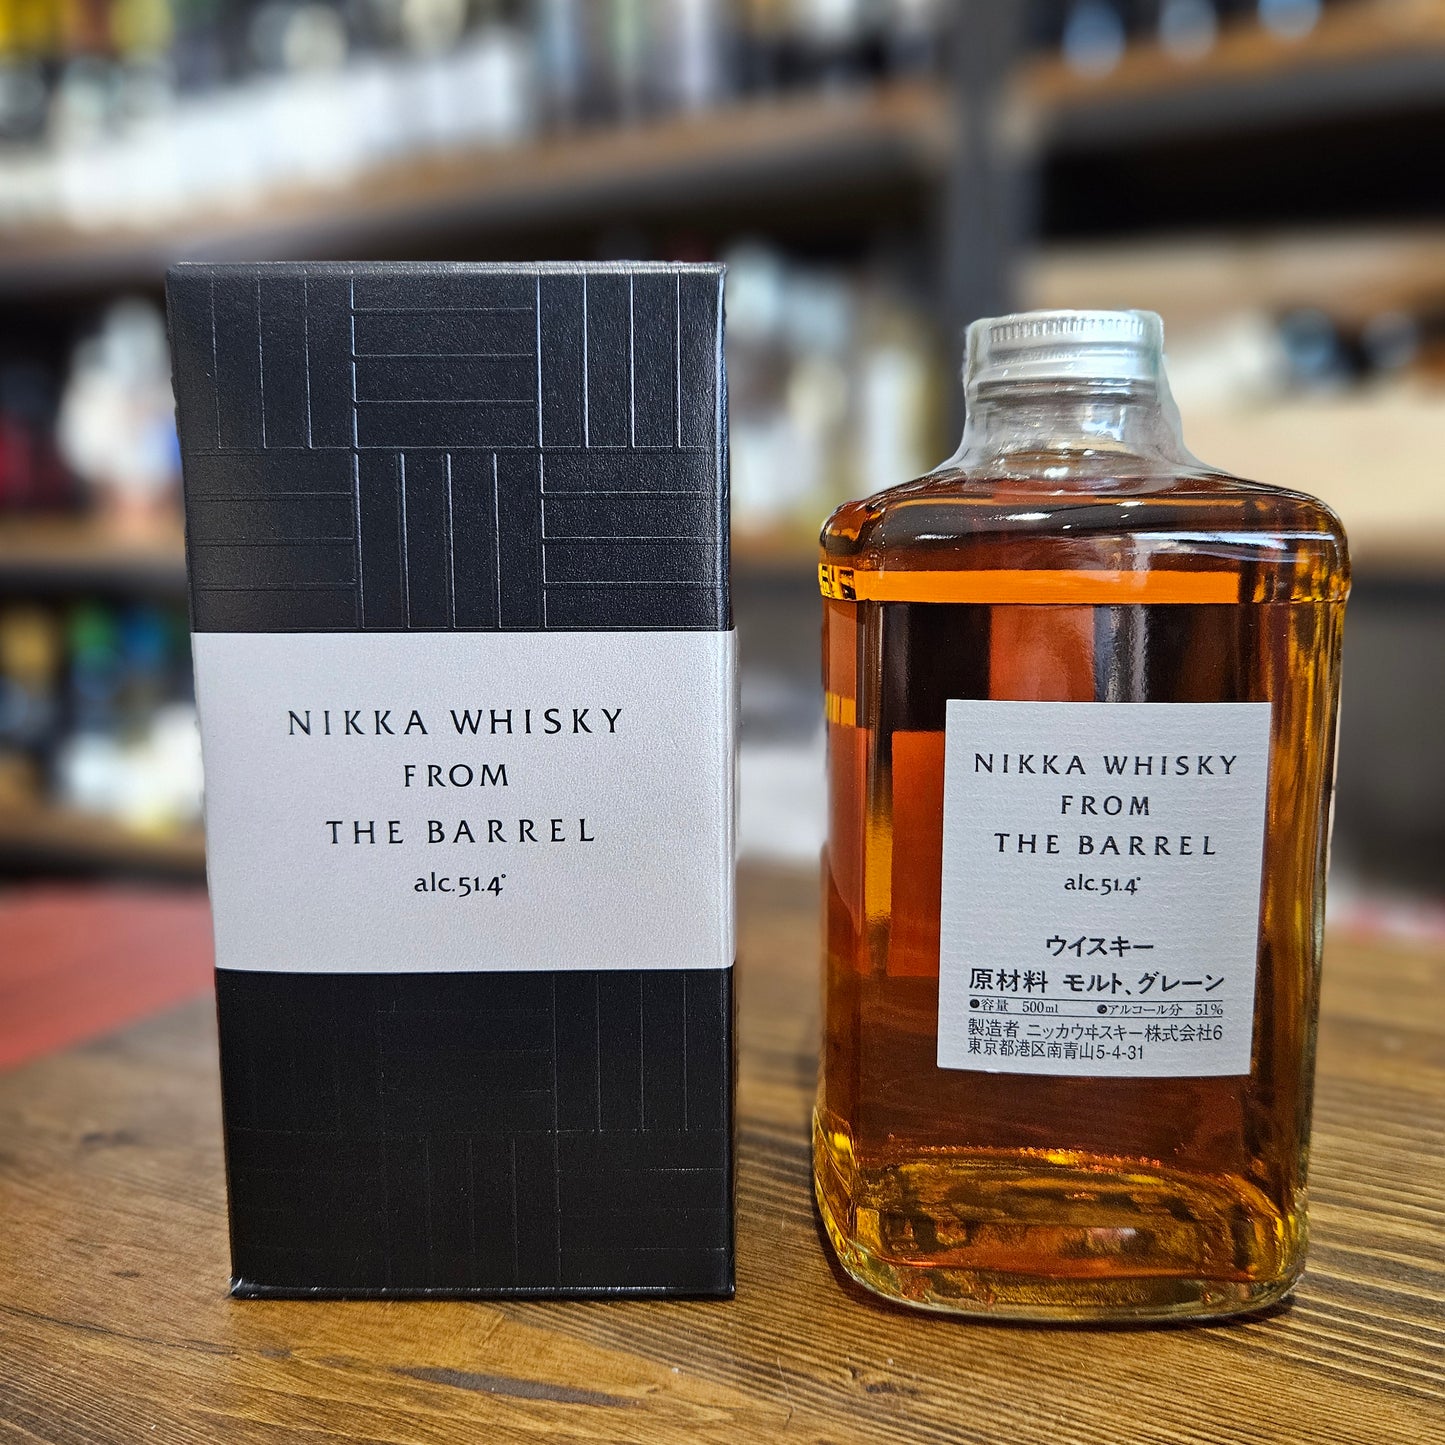 NIKKA WHISKY
FROM
THE BARREL
alc.51.4°
NIKKA WHISKY
FROM
THE BARREL
alc.51.4°
ウイスキー
原材料 モルト、グレーン
●容量 500ml ●アルコール分 51%
製造者 ニッカウヰスキー株式会社6
東京都港区南青山5-4-31